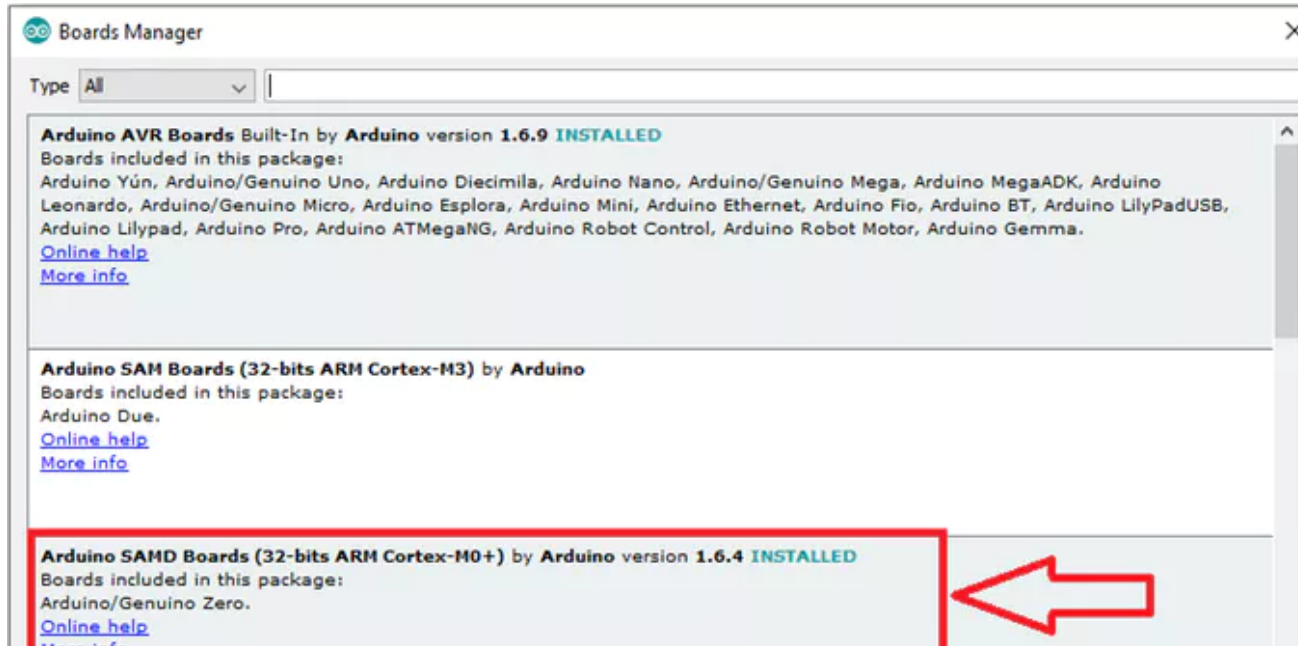 Boards Manager
Type All
Arduino AVR Boards Built-In by Arduino version 1.6.9 INSTALLED
Boards included in this package:
Arduino Yún, Arduino/Genuino Uno, Arduino Diecimila, Arduino Nano, Arduino/Genuino Mega, Arduino MegaADK, Arduino
Leonardo, Arduino/Genuino Micro, Arduino Esplora, Arduino Mini, Arduino Ethernet, Arduino Fio, Arduino BT, Arduino LilyPadUSB,
Arduino Lilypad, Arduino Pro, Arduino ATMegaNG, Arduino Robot Control, Arduino Robot Motor, Arduino Gemma.
Online help
More info
Arduino SAM Boards (32-bits ARM Cortex-M3) by Arduino
Boards included in this package:
Arduino Due.
Online help
More info
Arduino SAMD Boards (32-bits ARM Cortex-M0+) by Arduino version 1.6.4 INSTALLED
Boards included in this package:
Arduino/Genuino Zero.
Online help
More info